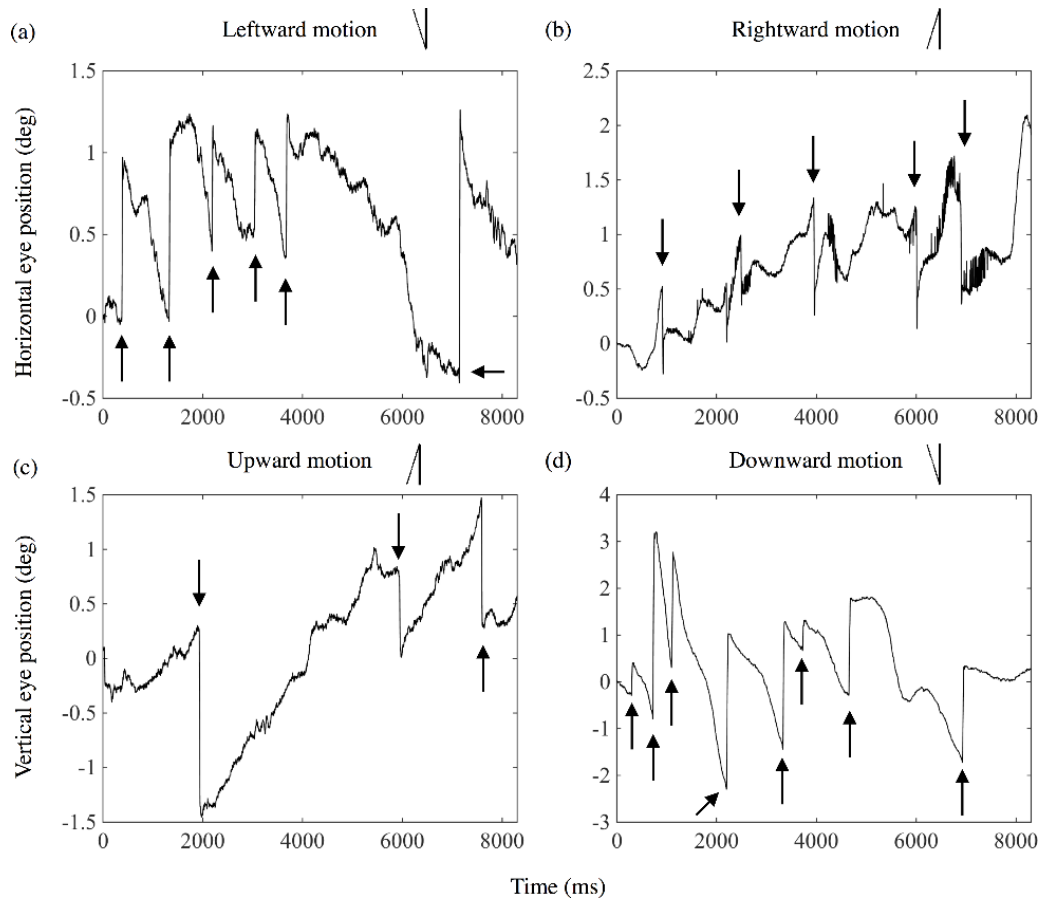 (a) Leftward motion
(b) Rightward motion
Horizontal eye position (deg)
1.5
1
0.5
0
-0.5
0 2000 4000 6000 8000
2.5
2
1.5
1
0.5
0
-0.5
0 2000 4000 6000 8000
(c) Upward motion
(d) Downward motion
Vertical eye position (deg)
1.5
1
0.5
0
-0.5
-1
-1.5
0 2000 4000 6000 8000
4
3
2
1
0
-1
-2
-3
0 2000 4000 6000 8000
Time (ms)